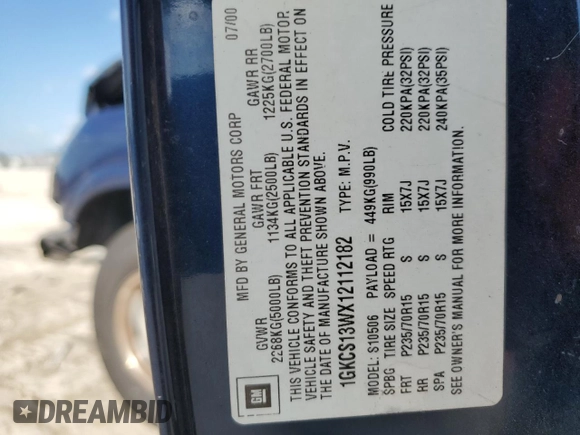 MFD BY GENERAL MOTORS CORP 07/00
GVWR GAWR FRT GAWR RR
2268KG(5000LB) 1134KG(2500LB) 1225KG(2700LB)
THIS VEHICLE CONFORMS TO ALL APPLICABLE U.S. FEDERAL MOTOR
VEHICLE SAFETY AND THEFT PREVENTION STANDARDS IN EFFECT ON
THE DATE OF MANUFACTURE SHOWN ABOVE.
GM
1GKCS13WX12112182 TYPE: M.P.V.
MODEL: S10506 PAYLOAD = 449KG(990LB)
SPBG TIRE SIZE SPEED RTG RIM COLD TIRE PRESSURE
FRT P235/70R15 S 15X7J 220KPA(32PSI)
RR P235/70R15 S 15X7J 220KPA(32PSI)
SPA P235/70R15 S 15X7J 240KPA(35PSI)
SEE OWNER'S MANUAL FOR MORE INFORMATION.
© AUTOBIDMASTER